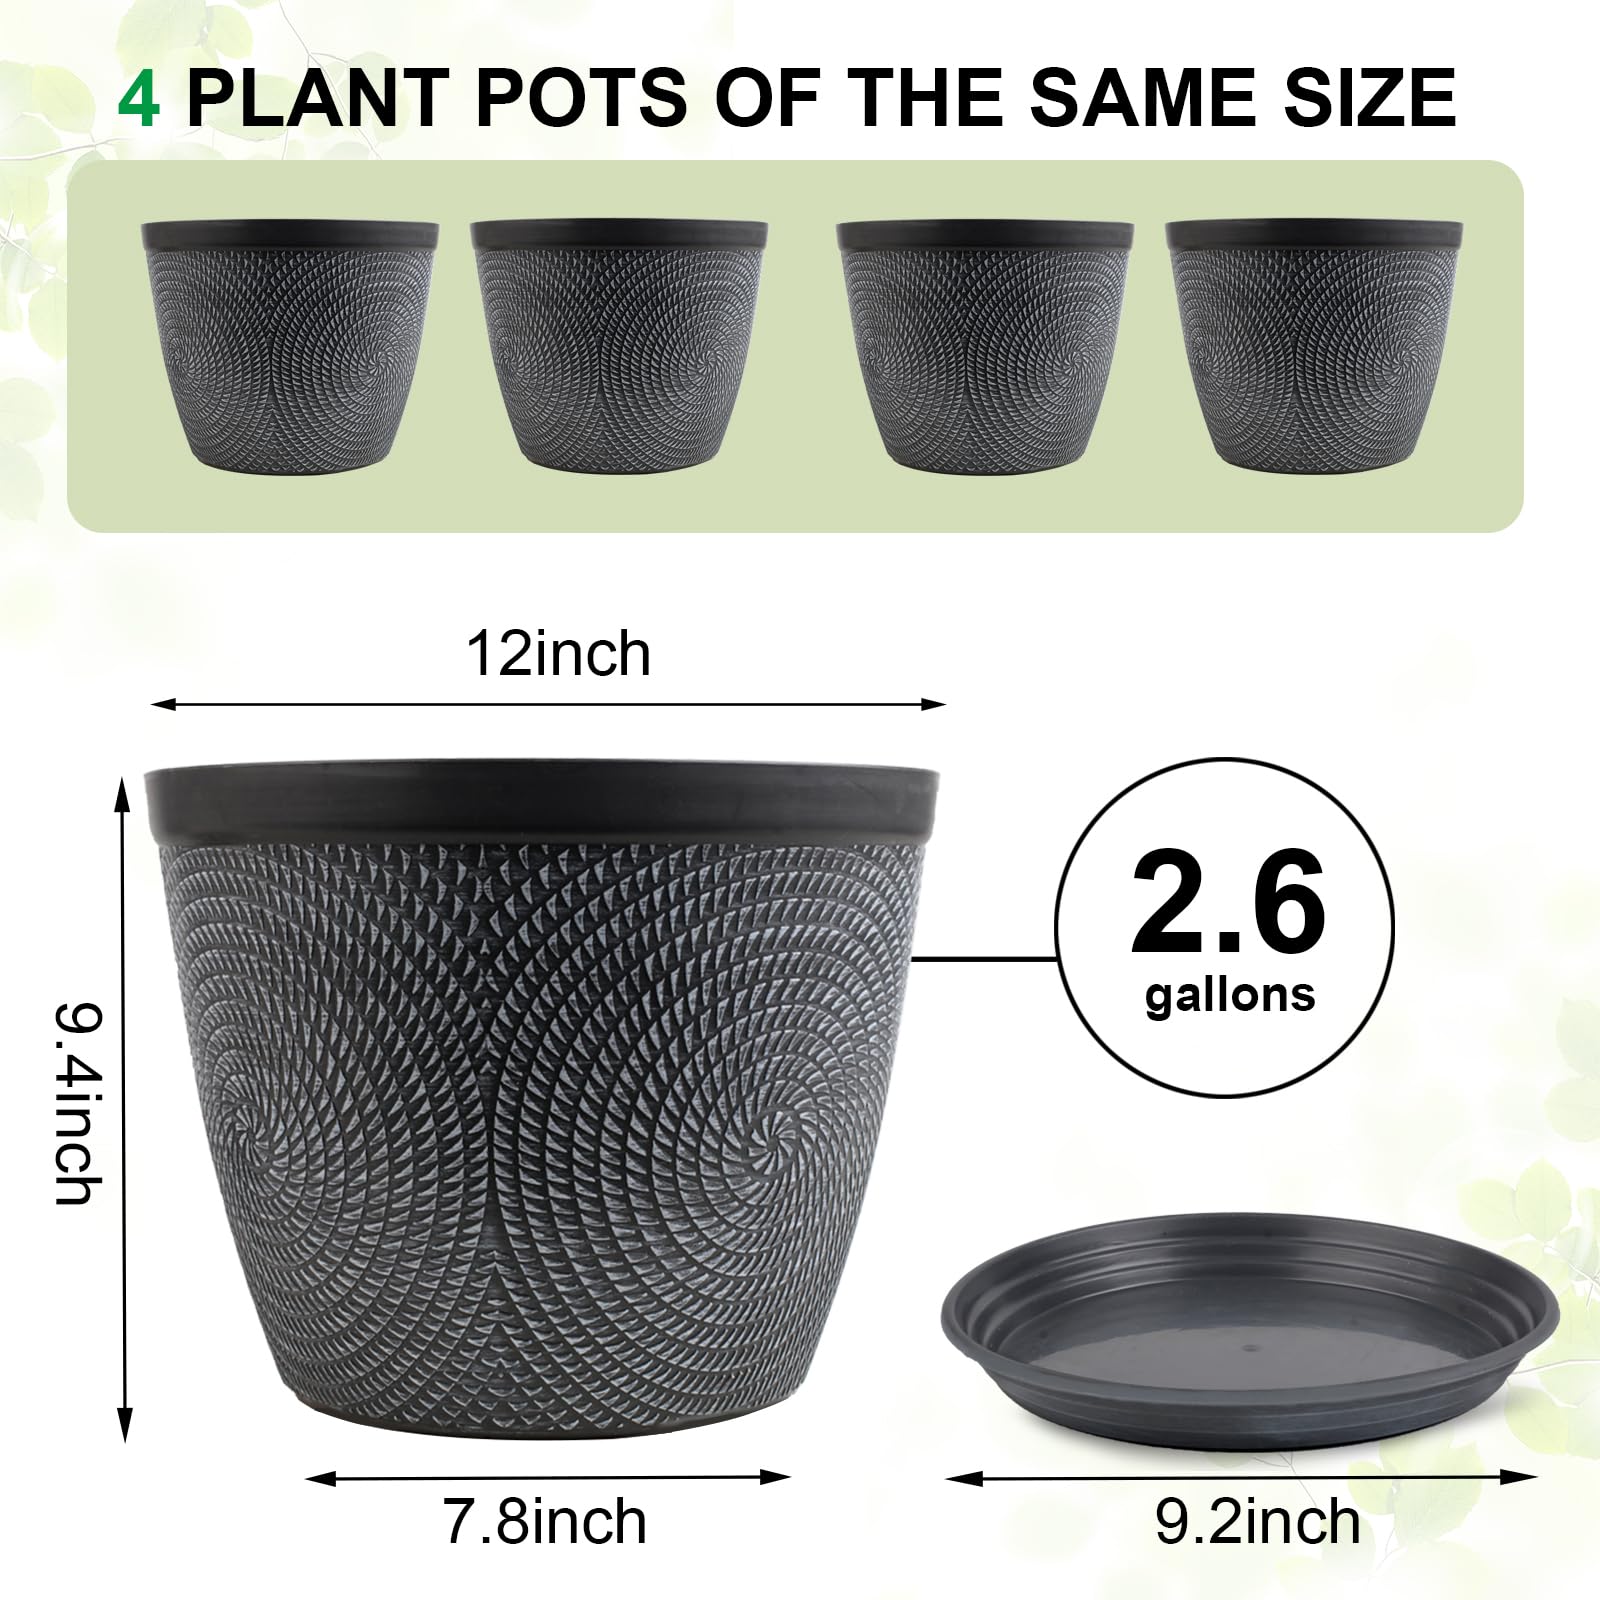 4 PLANT POTS OF THE SAME SIZE
12inch
9.4inch
2.6
gallons
7.8inch
9.2inch